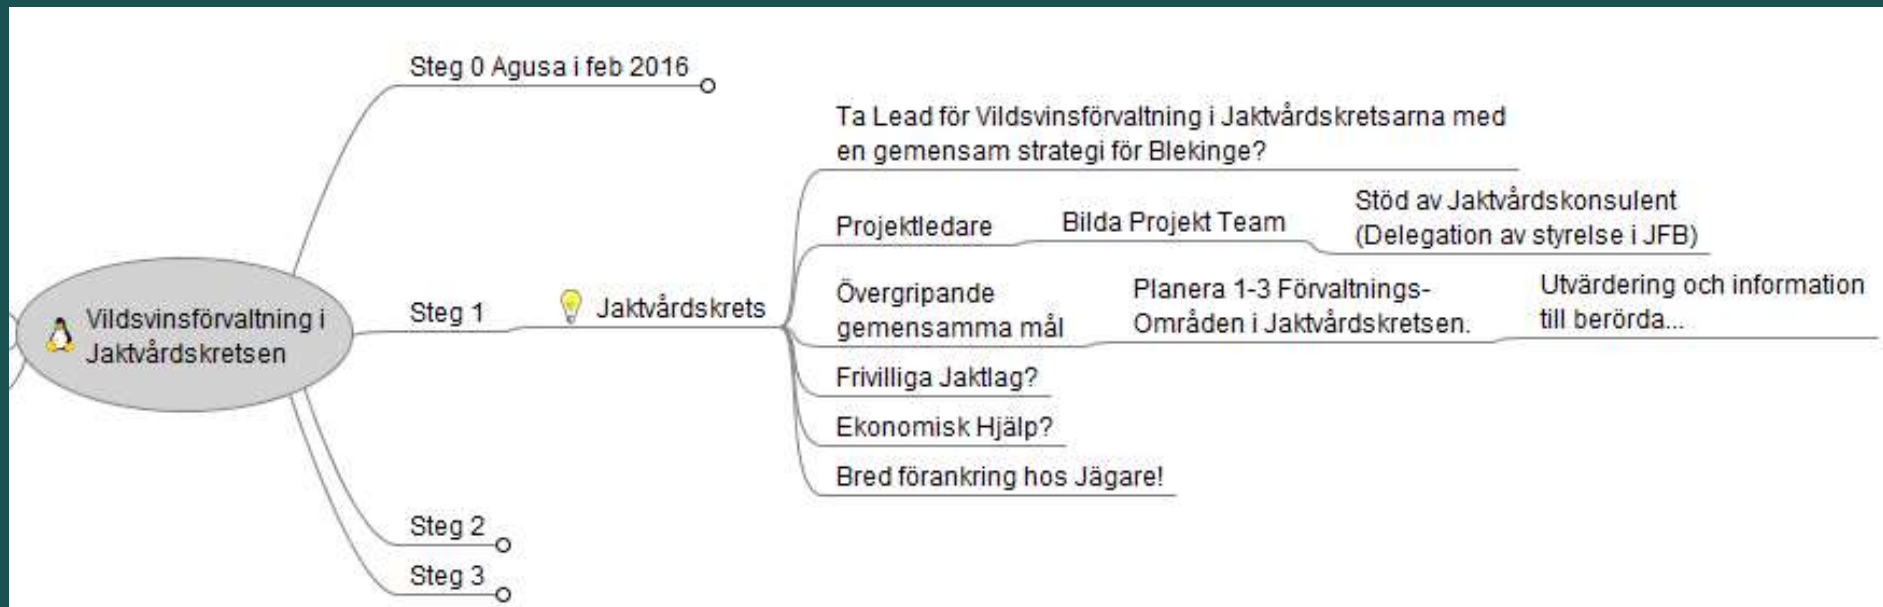 Steg 0 Agusa i feb 2016
Vildsvinsförvaltning i
Jaktvårdskretsen
Steg 1
Jaktvårdskrets
Ta Lead för Vildsvinsförvaltning i Jaktvårdskretsarna med
en gemensam strategi för Blekinge?
Projektledare
Bilda Projekt Team
Stöd av Jaktvårdskonsulent
(Delegation av styrelse i JFB)
Övergripande
gemensamma mål
Planera 1-3 Förvaltnings-
Områden i Jaktvårdskretsen.
Utvärdering och information
till berörda...
Frivilliga Jaktlag?
Ekonomisk Hjälp?
Bred förankring hos Jägare!
Steg 2
Steg 3